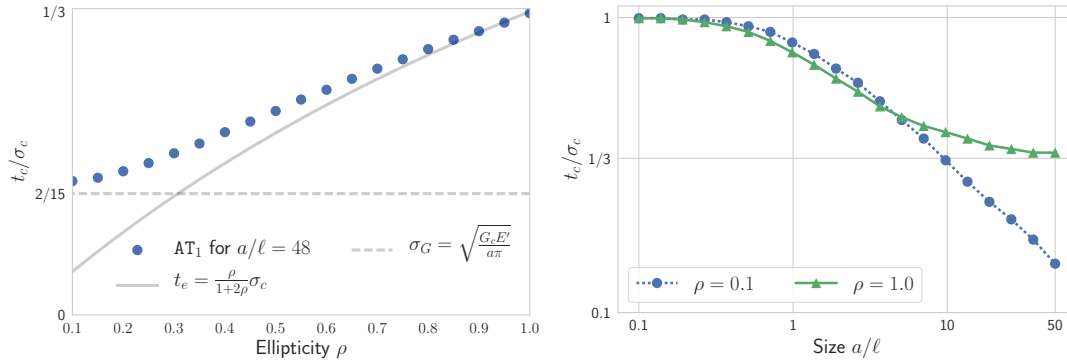 1/3
t_c/σ_c
2/15
0
AT₁ for a/ℓ = 48
σ_G = √(G_cE′/aπ)
t_e = ρ/(1+2ρ) σ_c
0.1 0.2 0.3 0.4 0.5 0.6 0.7 0.8 0.9 1.0
Ellipticity ρ
1
t_c/σ_c
1/3
0.1
ρ = 0.1
ρ = 1.0
0.1 1 10 50
Size a/ℓ